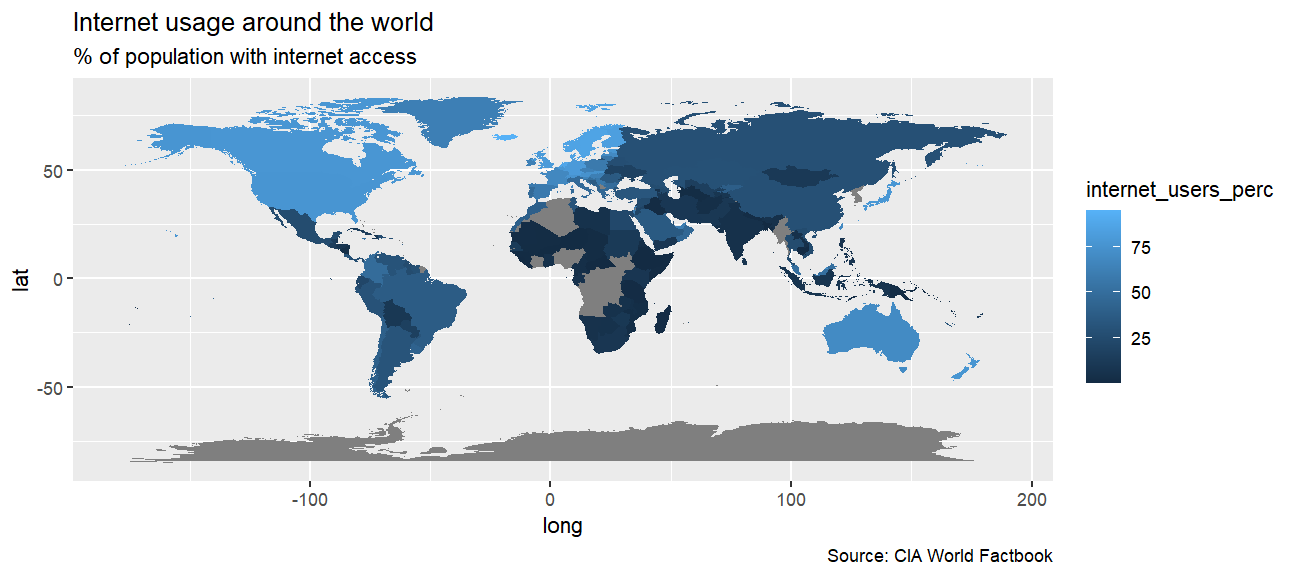 Internet usage around the world
% of population with internet access
internet_users_perc
75
50
25
lat
50
0
-50
-100
0
100
200
long
Source: CIA World Factbook